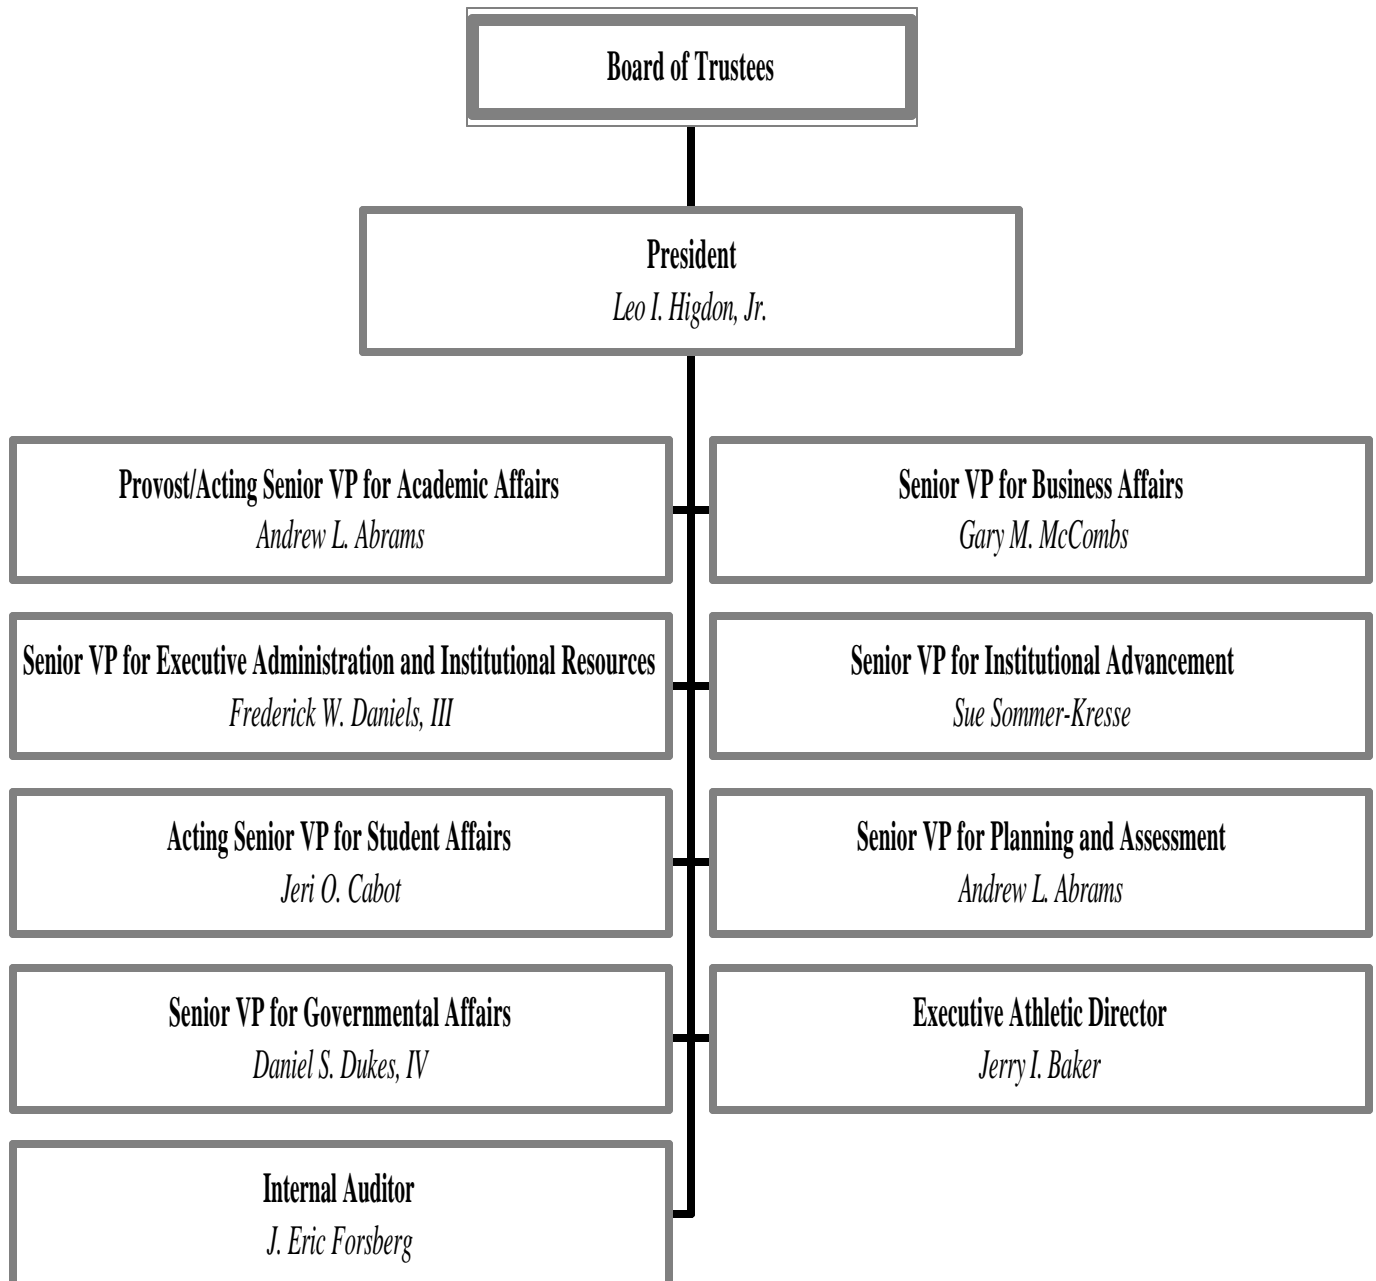 Board of Trustees
President
Leo I. Higdon, Jr.
Provost/Acting Senior VP for Academic Affairs
Andrew L. Abrams
Senior VP for Business Affairs
Gary M. McCombs
Senior VP for Executive Administration and Institutional Resources
Frederick W. Daniels, III
Senior VP for Institutional Advancement
Sue Sommer-Kresse
Acting Senior VP for Student Affairs
Jeri O. Cabot
Senior VP for Planning and Assessment
Andrew L. Abrams
Senior VP for Governmental Affairs
Daniel S. Dukes, IV
Executive Athletic Director
Jerry I. Baker
Internal Auditor
J. Eric Forsberg